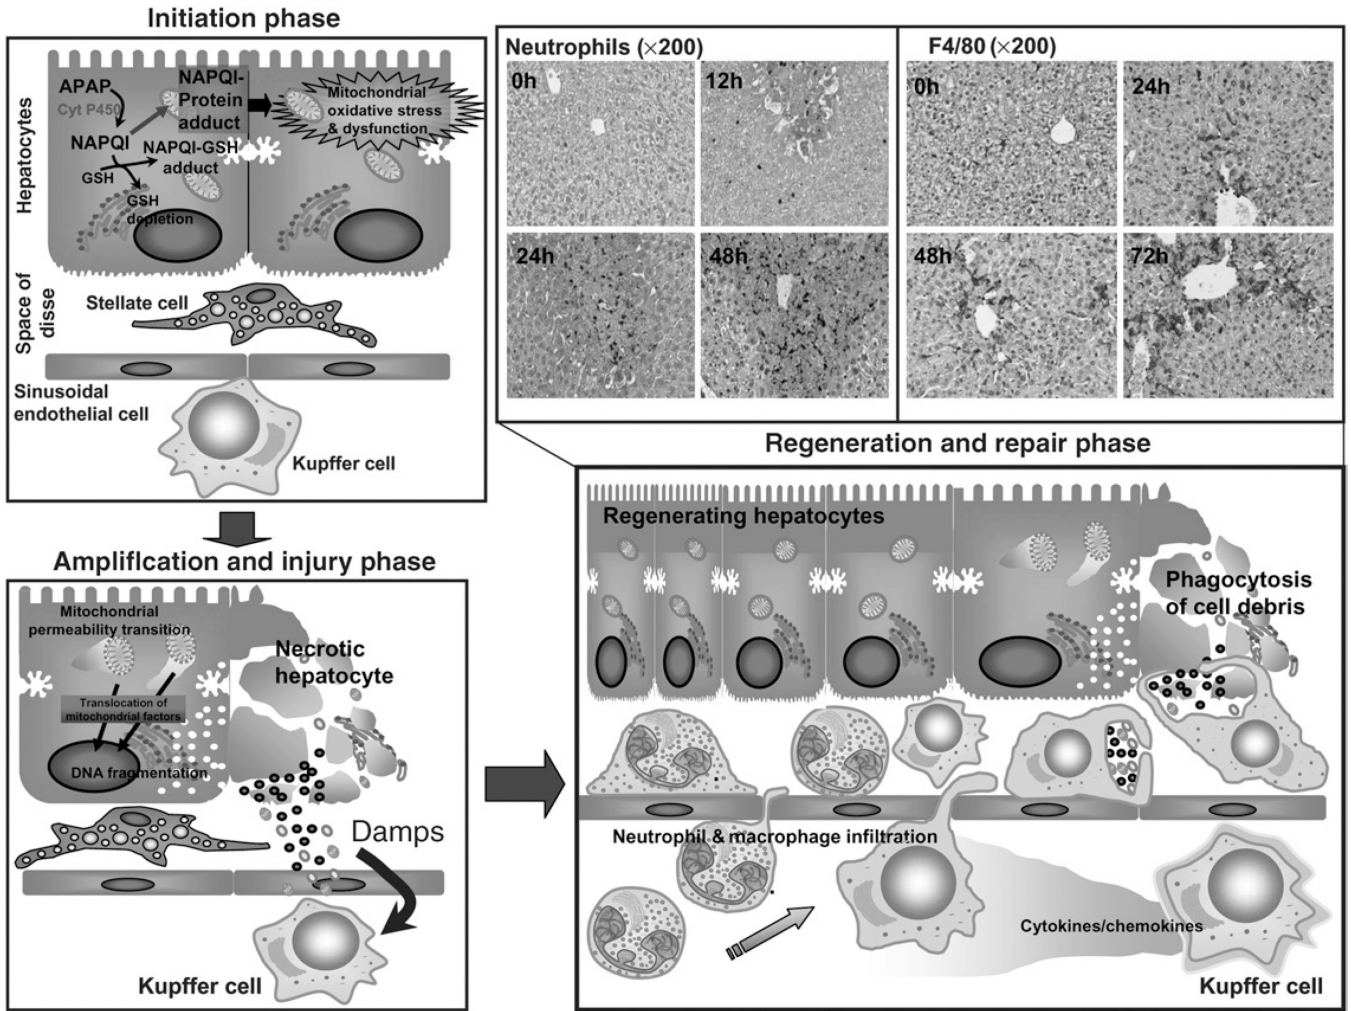 Initiation phase
Hepatocytes
APAP
Cyt P450
NAPQI
GSH
NAPQI-
Protein
adduct
NAPQI-GSH
adduct
GSH
depletion
Mitochondrial
oxidative stress
& dysfunction
Space of
disse
Stellate cell
Sinusoidal
endothelial cell
Kupffer cell
Neutrophils (×200)
0h
12h
24h
48h
F4/80 (×200)
0h
24h
48h
72h
Amplification and injury phase
Mitochondrial
permeability transition
Translocation of
mitochondrial factors
DNA fragmentation
Necrotic
hepatocyte
Damps
Kupffer cell
Regeneration and repair phase
Regenerating hepatocytes
Phagocytosis
of cell debris
Neutrophil & macrophage infiltration
Cytokines/chemokines
Kupffer cell